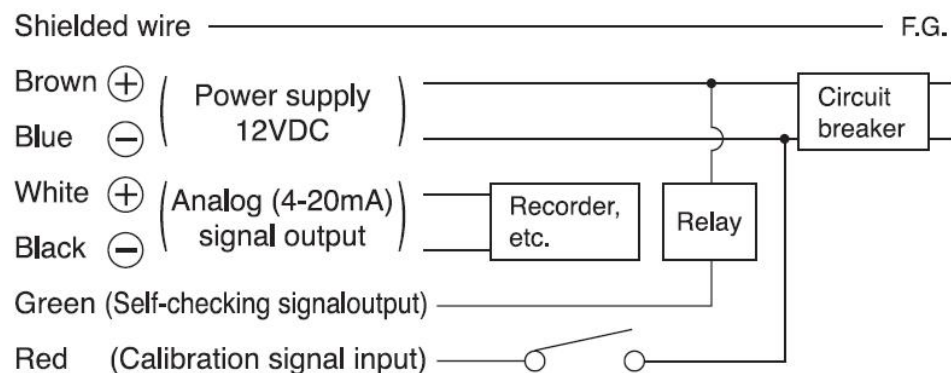 Shielded wire F.G.
Brown ⊕ Power supply
12VDC
Blue ⊖
Circuit
breaker
White ⊕ Analog (4-20mA)
signal output
Black ⊖
Recorder,
etc.
Relay
Green (Self-checking signaloutput)
Red (Calibration signal input)